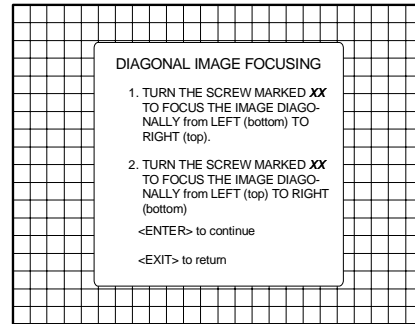 DIAGONAL IMAGE FOCUSING
1. TURN THE SCREW MARKED XX
TO FOCUS THE IMAGE DIAGO-
NALLY from LEFT (bottom) TO
RIGHT (top).
2. TURN THE SCREW MARKED XX
TO FOCUS THE IMAGE DIAGO-
NALLY from LEFT (top) TO RIGHT
(bottom)
<ENTER> to continue
<EXIT> to return